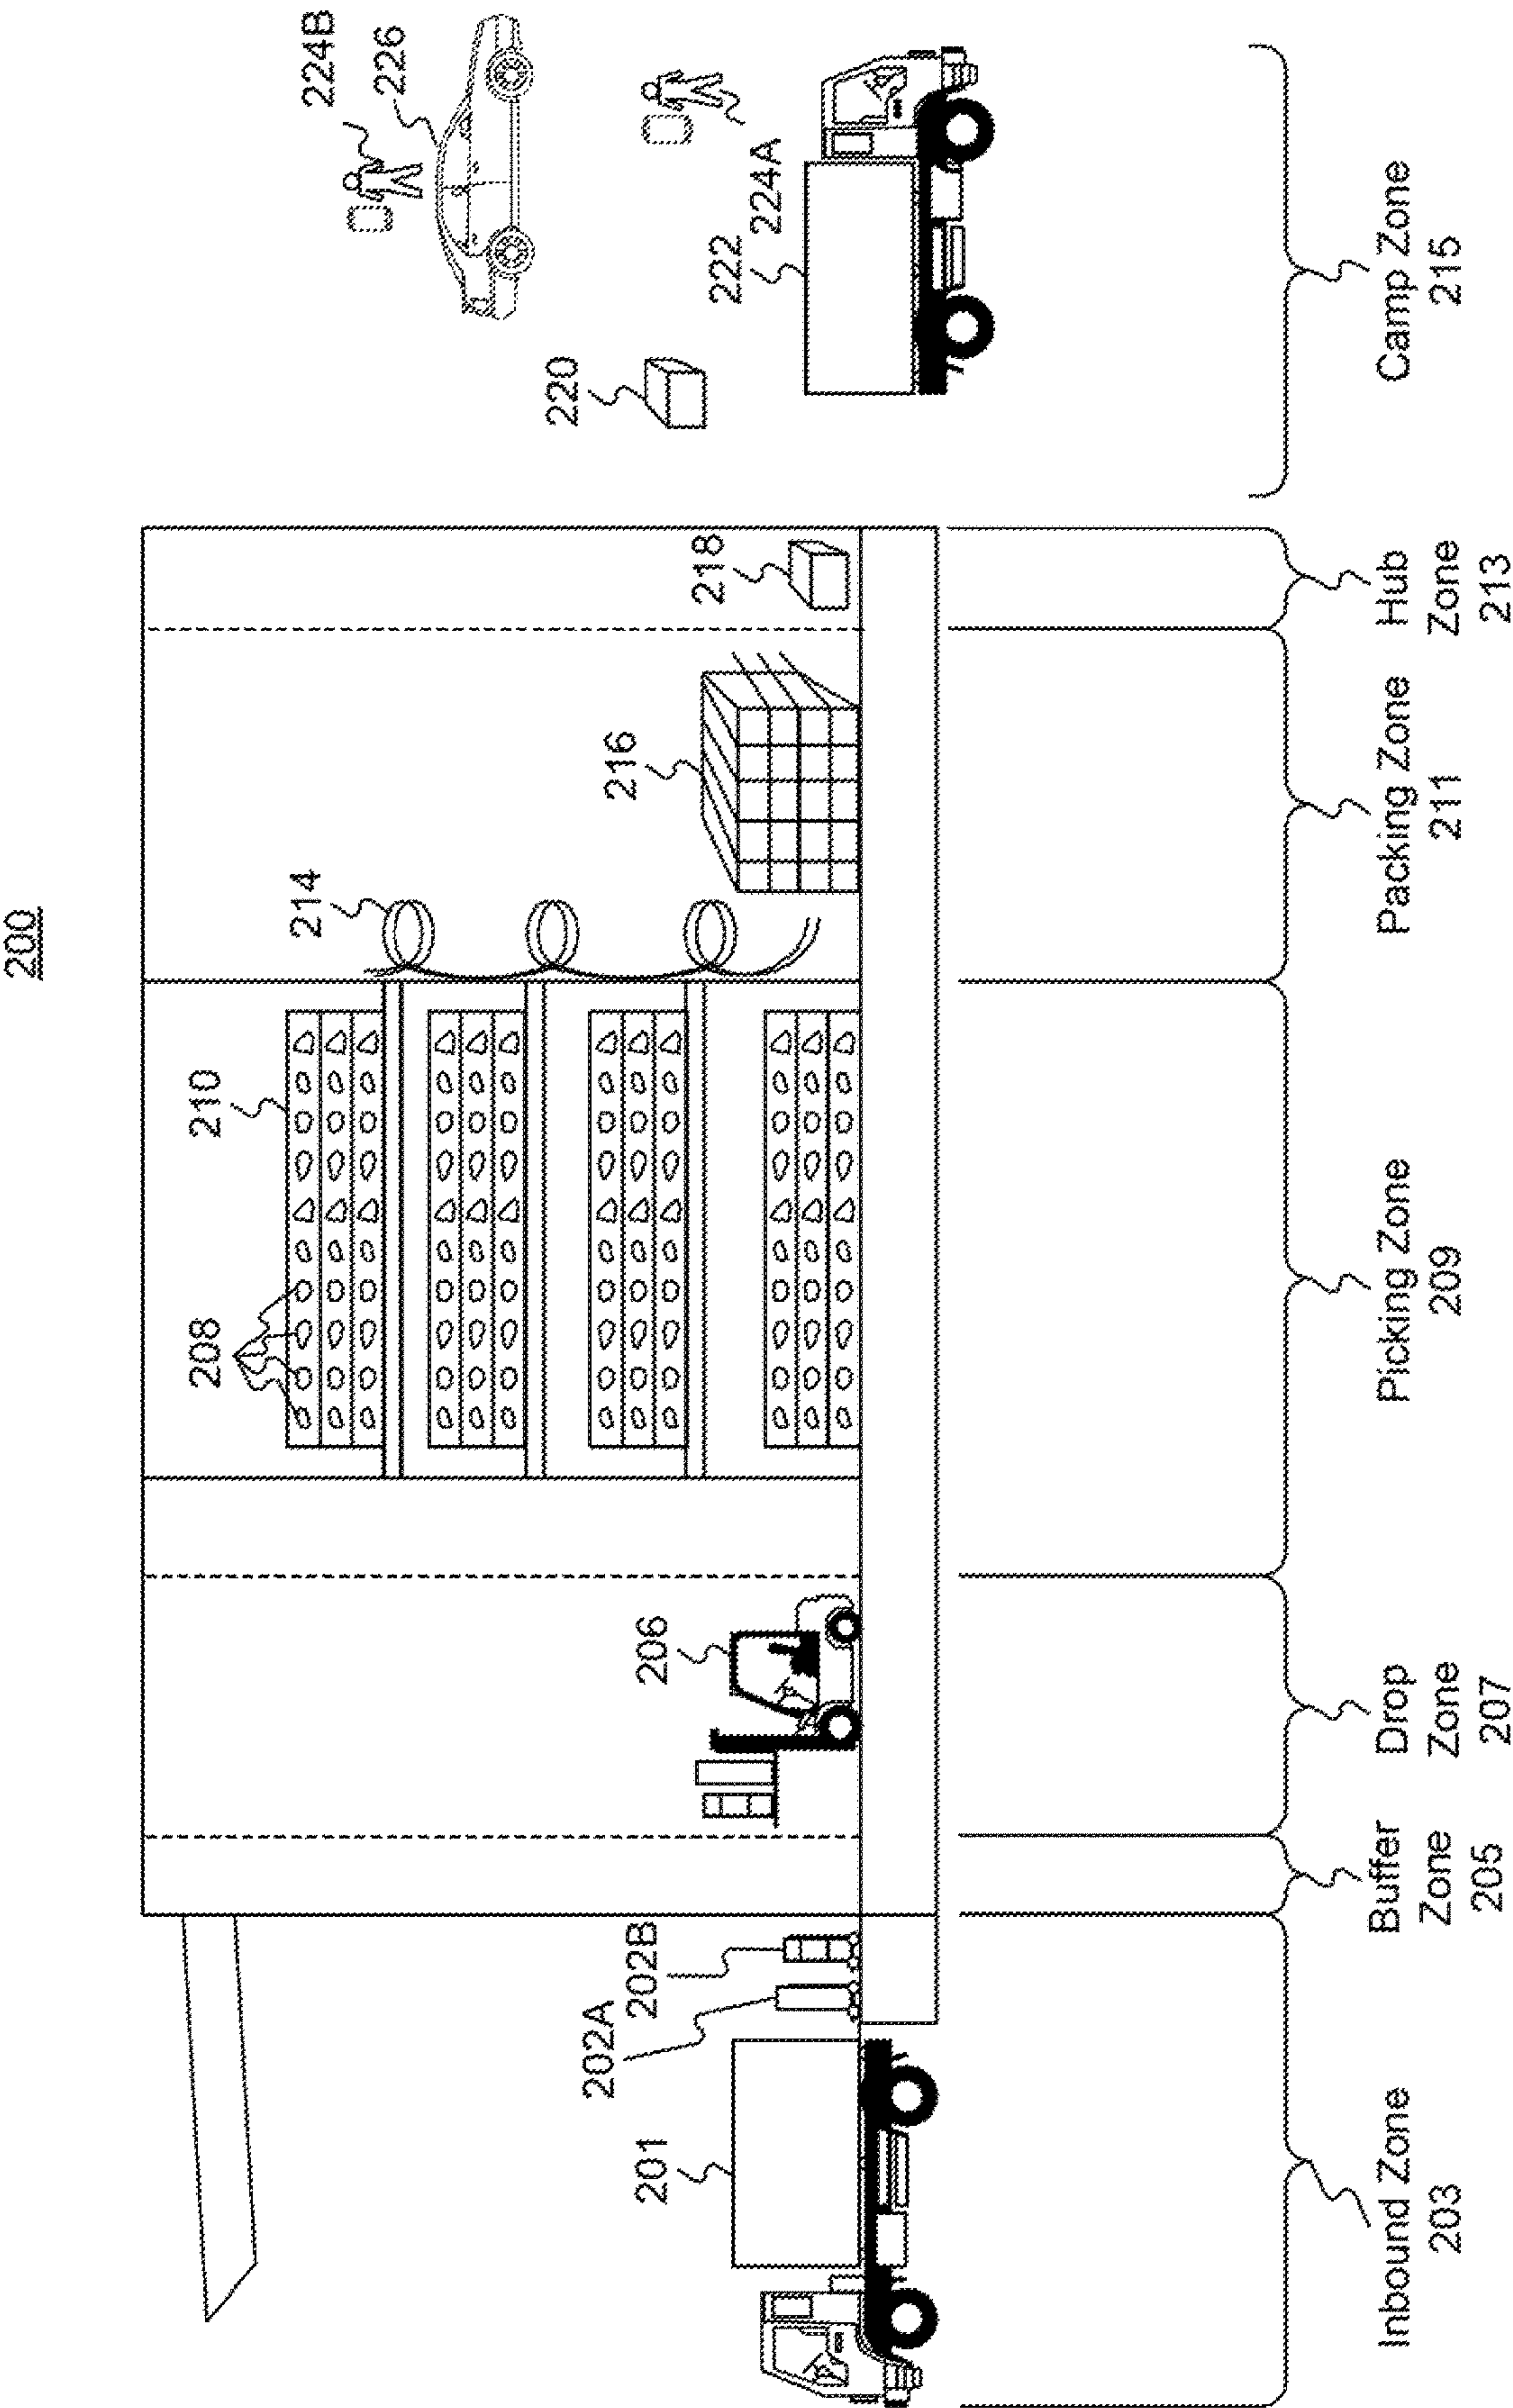 200
224B
226
220
224A
222
218
216
214
210
208
206
202B
202A
201
Inbound Zone
203
Buffer
Zone
205
Drop
Zone
207
Picking Zone
209
Packing Zone
211
Hub
Zone
213
Camp Zone
215